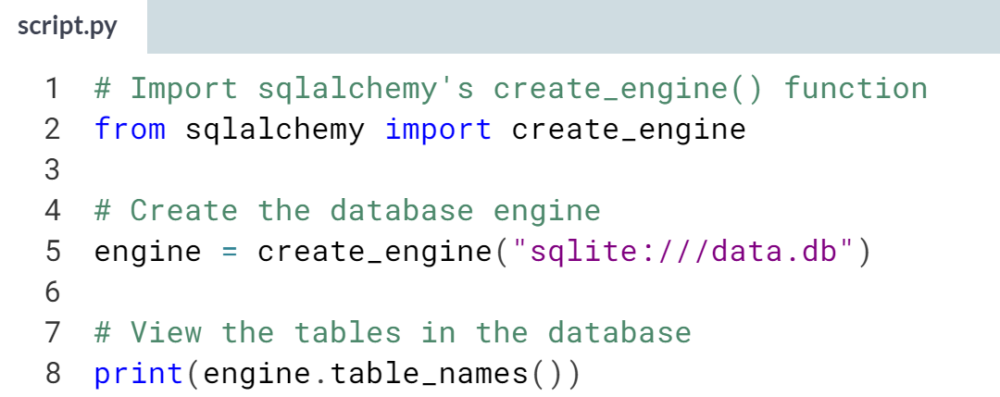 script.py
1 # Import sqlalchemy's create_engine() function
2 from sqlalchemy import create_engine
3
4 # Create the database engine
5 engine = create_engine("sqlite:///data.db")
6
7 # View the tables in the database
8 print(engine.table_names())